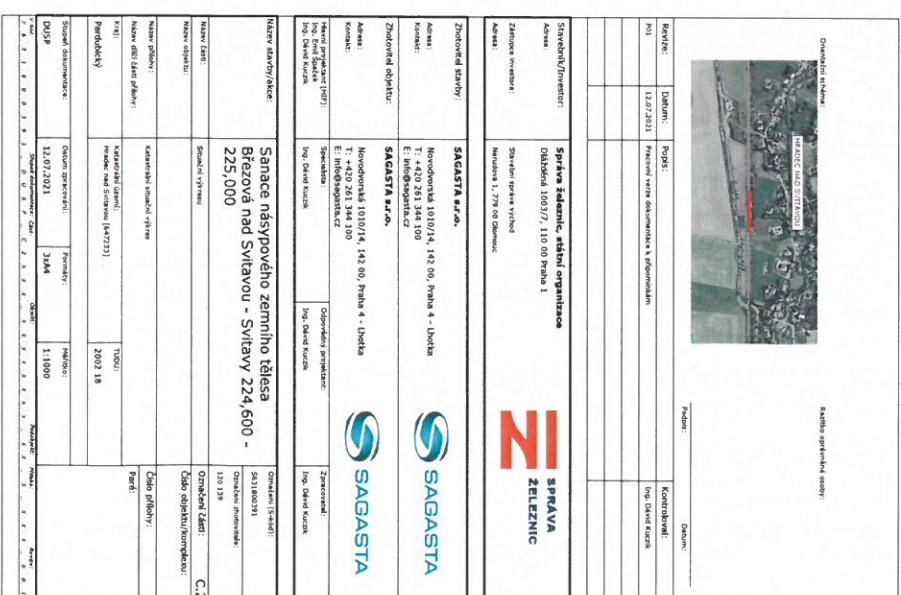 Orientační schéma:
Razítko oprávněné osoby:
HRADEC NAD SVITAVOU
Podpis:
Datum:
Revize:
Datum:
Popis:
Kontroloval:
P01
12.07.2021
Pracovní verze dokumentace k připomínkám
Ing. Dávid Kuczik
Stavebník/Investor:
Správa železnic, státní organizace
Adresa:
Dlážděná 1003/7, 110 00 Praha 1
Zástupce investora:
Stavební správa východ
Adresa:
Nerudova 1, 779 00 Olomouc
SPRÁVA
ŽELEZNIC
Zhotovitel stavby:
SAGASTA s.r.o.
Adresa:
Novodvorská 1010/14, 142 00, Praha 4 - Lhotka
Kontakt:
T: +420 261 344 100
E: info@sagasta.cz
SAGASTA
Zhotovitel objektu:
SAGASTA s.r.o.
Adresa:
Novodvorská 1010/14, 142 00, Praha 4 - Lhotka
Kontakt:
T: +420 261 344 100
E: info@sagasta.cz
SAGASTA
Hlavní projektant (HIP):
Specialista:
Odpovědný projektant:
Zpracovatel:
Ing. Emil Špaček
Ing. Dávid Kuczik
Ing. Dávid Kuczik
Ing. Dávid Kuczik
Ing. Dávid Kuczik
Název stavby/akce:
Sanace násypového zemního tělesa
Březová nad Svitavou - Svitavy 224,600 -
225,000
Označení (S-kód):
S631800391
Označení zhotovitele:
120 139
Název části:
Situační výkresy
Označení části:
Název objektu:
Číslo objektu/komplexu:
Název přílohy:
Katastrální situační výkres
Číslo přílohy:
Název dílčí části přílohy:
Paré:
Kraj:
Katastrální území:
TUDU:
Pardubický
Hradec nad Svitavou [647233]
2002 18
Stupeň dokumentace:
Datum zpracování:
Formáty:
Měřítko:
DUSP
12.07.2021
3xA4
1:1000